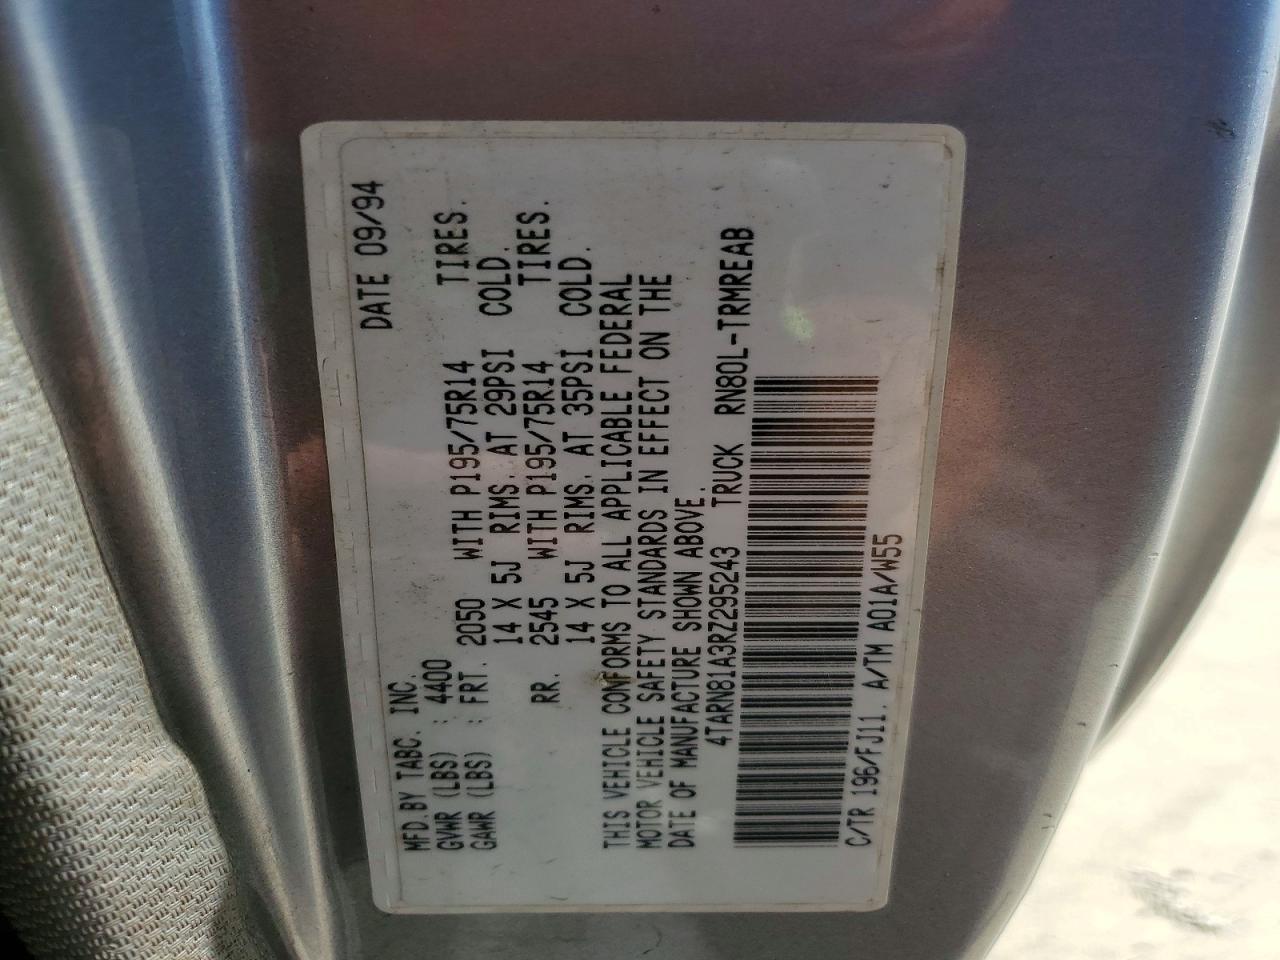 MFD.BY TABC. INC. DATE 09/94
GVWR (LBS) : 4400
GAWR (LBS) : FRT. 2050 WITH P195/75R14 TIRES.
14 X 5J RIMS. AT 29PSI COLD.
RR. 2545 WITH P195/75R14 TIRES.
14 X 5J RIMS. AT 35PSI COLD.
THIS VEHICLE CONFORMS TO ALL APPLICABLE FEDERAL
MOTOR VEHICLE SAFETY STANDARDS IN EFFECT ON THE
DATE OF MANUFACTURE SHOWN ABOVE.
4TARN81A3RZ295243 TRUCK RN80L-TRMREAB
C/TR 196/FJ11. A/TM A01A/W55